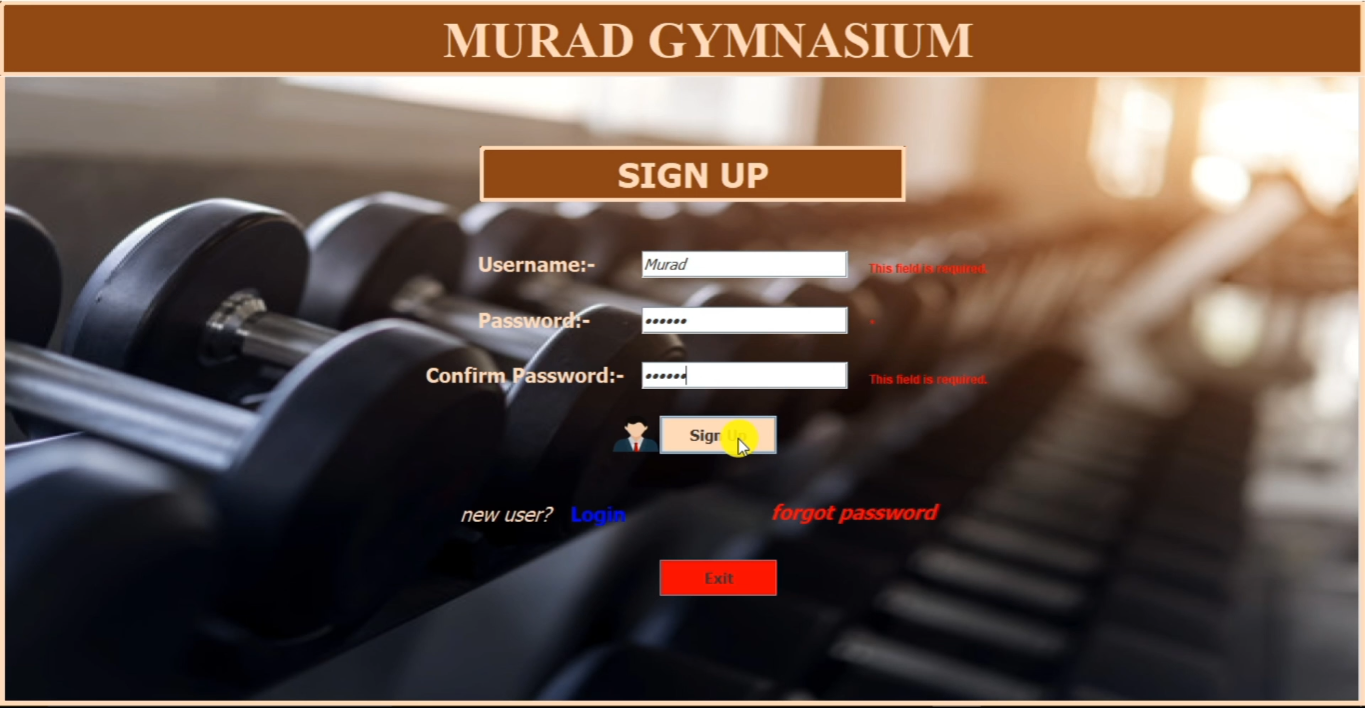 MURAD GYMNASIUM
SIGN UP
Username:- Murad This field is required.
Password:- •••••• *
Confirm Password:- •••••• This field is required.
Sign Up
new user? Login forgot password
Exit